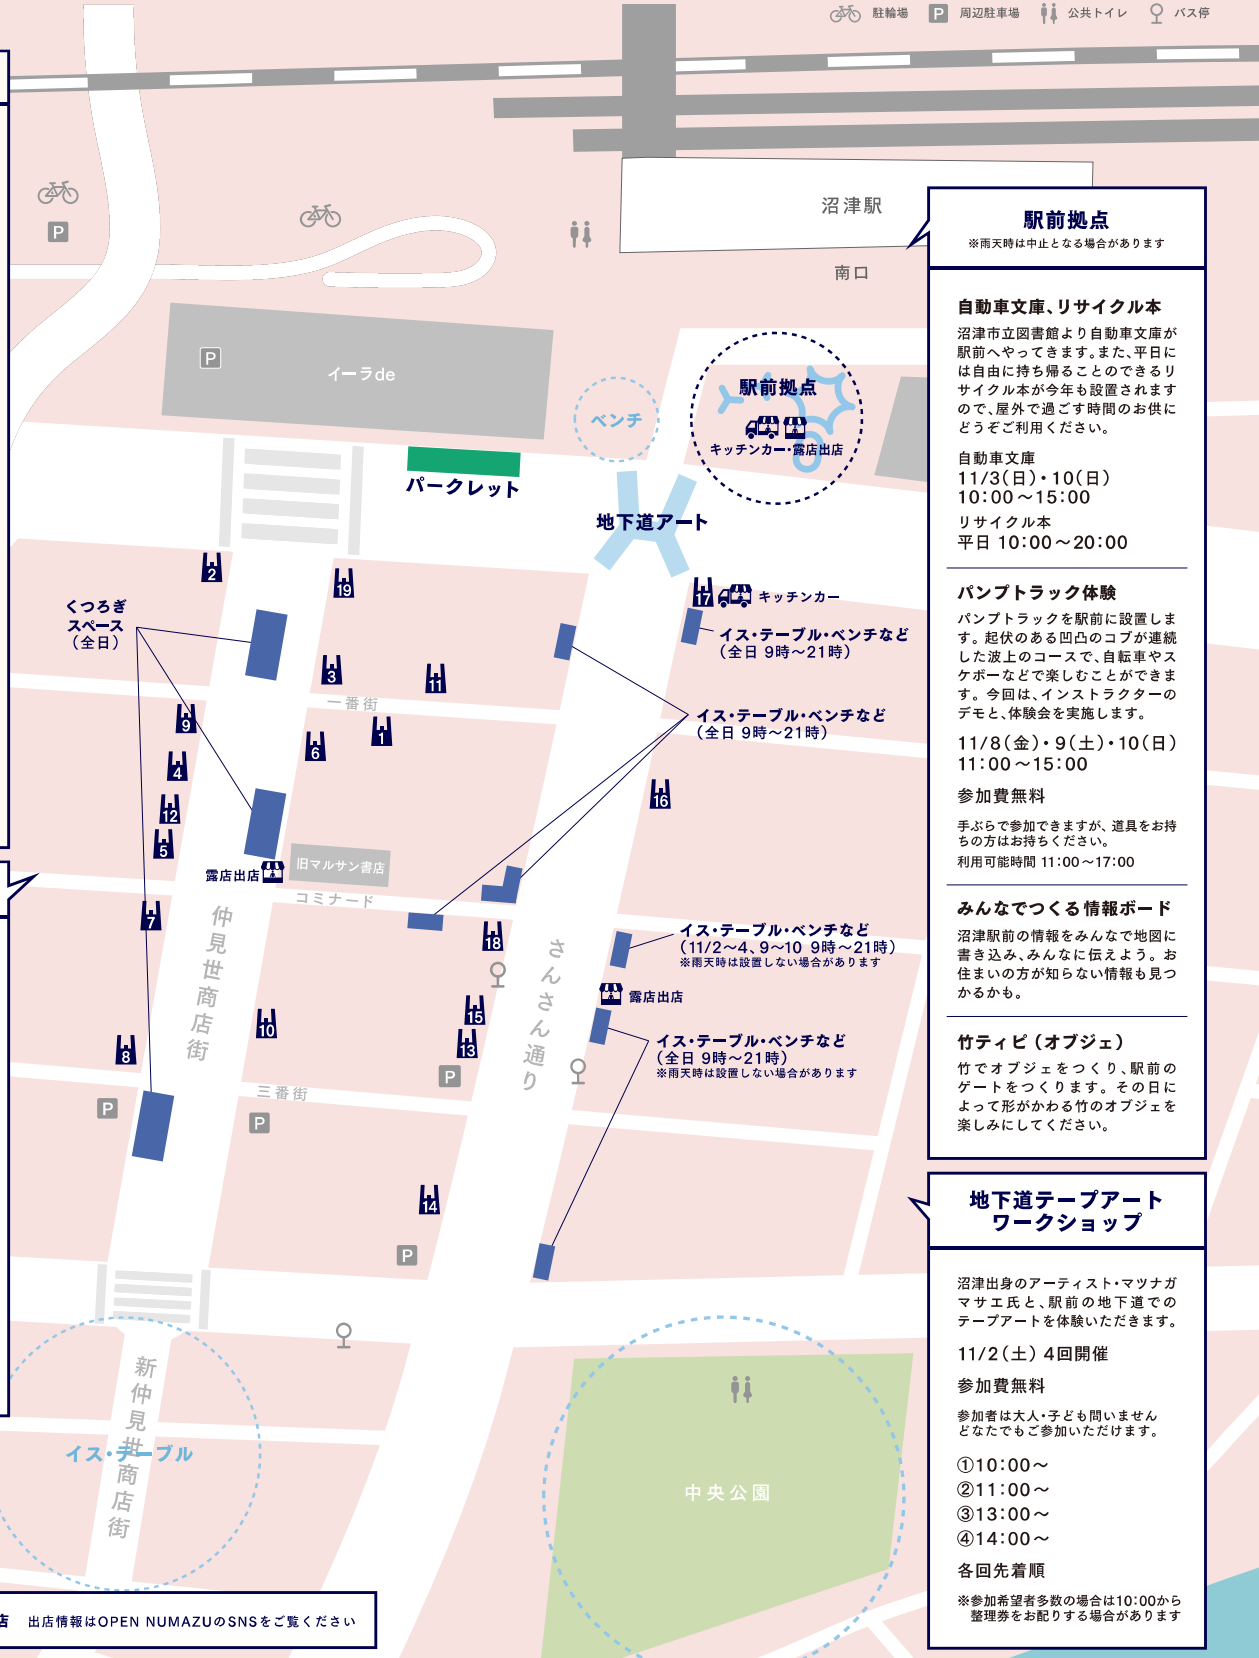 駐輪場
P 周辺駐車場
公共トイレ
バス停
沼津駅
南口
P
P
イーラde
ベンチ
駅前拠点
キッチンカー・露店出店
パークレット
地下道アート
2
19
17
キッチンカー
イス・テーブル・ベンチなど
(全日 9時〜21時)
くつろぎ
スペース
(全日)
3
11
一番街
9
1
6
イス・テーブル・ベンチなど
(全日 9時〜21時)
4
16
12
5
旧マルサン書店
露店出店
コミナード
7
仲見世商店街
18
さんさん通り
イス・テーブル・ベンチなど
(11/2〜4、9〜10 9時〜21時)
※雨天時は設置しない場合があります
露店出店
15
10
13
8
イス・テーブル・ベンチなど
(全日 9時〜21時)
※雨天時は設置しない場合があります
P
P
三番街
P
14
P
新仲見世商店街
イス・テーブル
中央公園
店 出店情報はOPEN NUMAZUのSNSをご覧ください
駅前拠点
※雨天時は中止となる場合があります
自動車文庫、リサイクル本
沼津市立図書館より自動車文庫が
駅前へやってきます。また、平日に
は自由に持ち帰ることのできるリ
サイクル本が今年も設置されます
ので、屋外で過ごす時間のお供に
どうぞご利用ください。
自動車文庫
11/3(日)・10(日)
10:00〜15:00
リサイクル本
平日 10:00〜20:00
パンプトラック体験
パンプトラックを駅前に設置しま
す。起伏のある凹凸のコブが連続
した波上のコースで、自転車やス
ケボーなどで楽しむことができま
す。今回は、インストラクターの
デモと、体験会を実施します。
11/8(金)・9(土)・10(日)
11:00〜15:00
参加費無料
手ぶらで参加できますが、道具をお持
ちの方はお持ちください。
利用可能時間 11:00〜17:00
みんなでつくる情報ボード
沼津駅前の情報をみんなで地図に
書き込み、みんなに伝えよう。お
住まいの方が知らない情報も見つ
かるかも。
竹ティピ(オブジェ)
竹でオブジェをつくり、駅前の
ゲートをつくります。その日に
よって形がかわる竹のオブジェを
楽しみにしてください。
地下道テープアート
ワークショップ
沼津出身のアーティスト・マツナガ
マサエ氏と、駅前の地下道での
テープアートを体験いただきます。
11/2(土) 4回開催
参加費無料
参加者は大人・子ども問いません
どなたでもご参加いただけます。
①10:00〜
②11:00〜
③13:00〜
④14:00〜
各回先着順
※参加希望者多数の場合は10:00から
整理券をお配りする場合があります